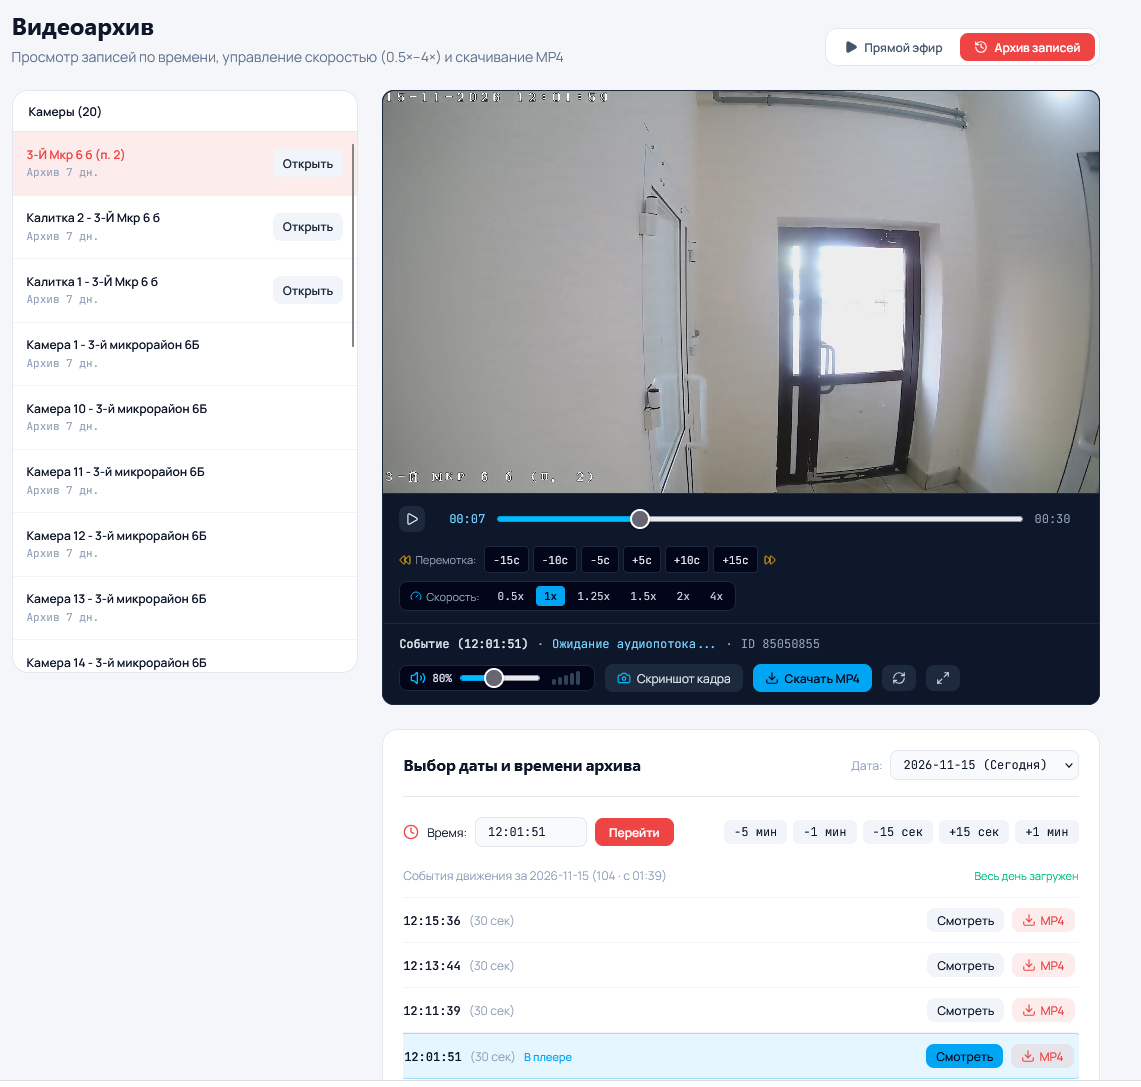 Видеоархив
Просмотр записей по времени, управление скоростью (0.5×–4×) и скачивание MP4
Прямой эфир
Архив записей
Камеры (20)
3-Й Мкр 6 б (п. 2)
Архив 7 дн.
Открыть
Калитка 2 - 3-Й Мкр 6 б
Архив 7 дн.
Открыть
Калитка 1 - 3-Й Мкр 6 б
Архив 7 дн.
Открыть
Камера 1 - 3-й микрорайон 6Б
Архив 7 дн.
Камера 10 - 3-й микрорайон 6Б
Архив 7 дн.
Камера 11 - 3-й микрорайон 6Б
Архив 7 дн.
Камера 12 - 3-й микрорайон 6Б
Архив 7 дн.
Камера 13 - 3-й микрорайон 6Б
Архив 7 дн.
Камера 14 - 3-й микрорайон 6Б
15-11-2026 12:01:59
3-Й МКР 6 б (п. 2)
00:07
00:30
Перемотка: -15с -10с -5с +5с +10с +15с
Скорость: 0.5x 1x 1.25x 1.5x 2x 4x
Событие (12:01:51) · Ожидание аудиопотока... · ID 85050855
80%
Скриншот кадра
Скачать MP4
Выбор даты и времени архива
Дата: 2026-11-15 (Сегодня)
Время: 12:01:51 Перейти
-5 мин -1 мин -15 сек +15 сек +1 мин
События движения за 2026-11-15 (104 · с 01:39)
Весь день загружен
12:15:36 (30 сек) Смотреть MP4
12:13:44 (30 сек) Смотреть MP4
12:11:39 (30 сек) Смотреть MP4
12:01:51 (30 сек) В плеере Смотреть MP4